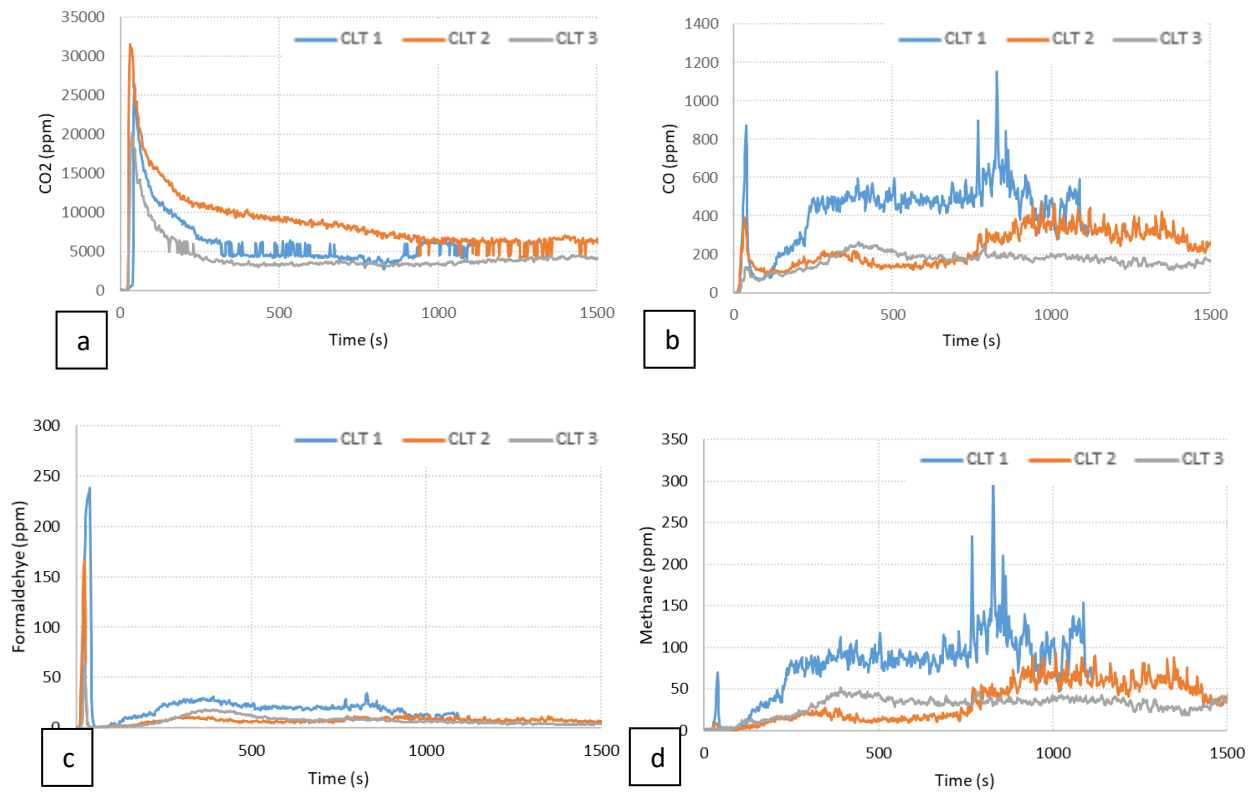 35000
30000
25000
20000
15000
10000
5000
0
CO2 (ppm)
CLT 1 CLT 2 CLT 3
0 500 1000 1500
Time (s)
a
1400
1200
1000
800
600
400
200
0
CO (ppm)
CLT 1 CLT 2 CLT 3
0 500 1000 1500
Time (s)
b
300
250
200
150
100
50
0
Formaldehye (ppm)
CLT 1 CLT 2 CLT 3
500 1000 1500
Time (s)
c
350
300
250
200
150
100
50
0
Methane (ppm)
CLT 1 CLT 2 CLT 3
0 500 1000 1500
Time (s)
d